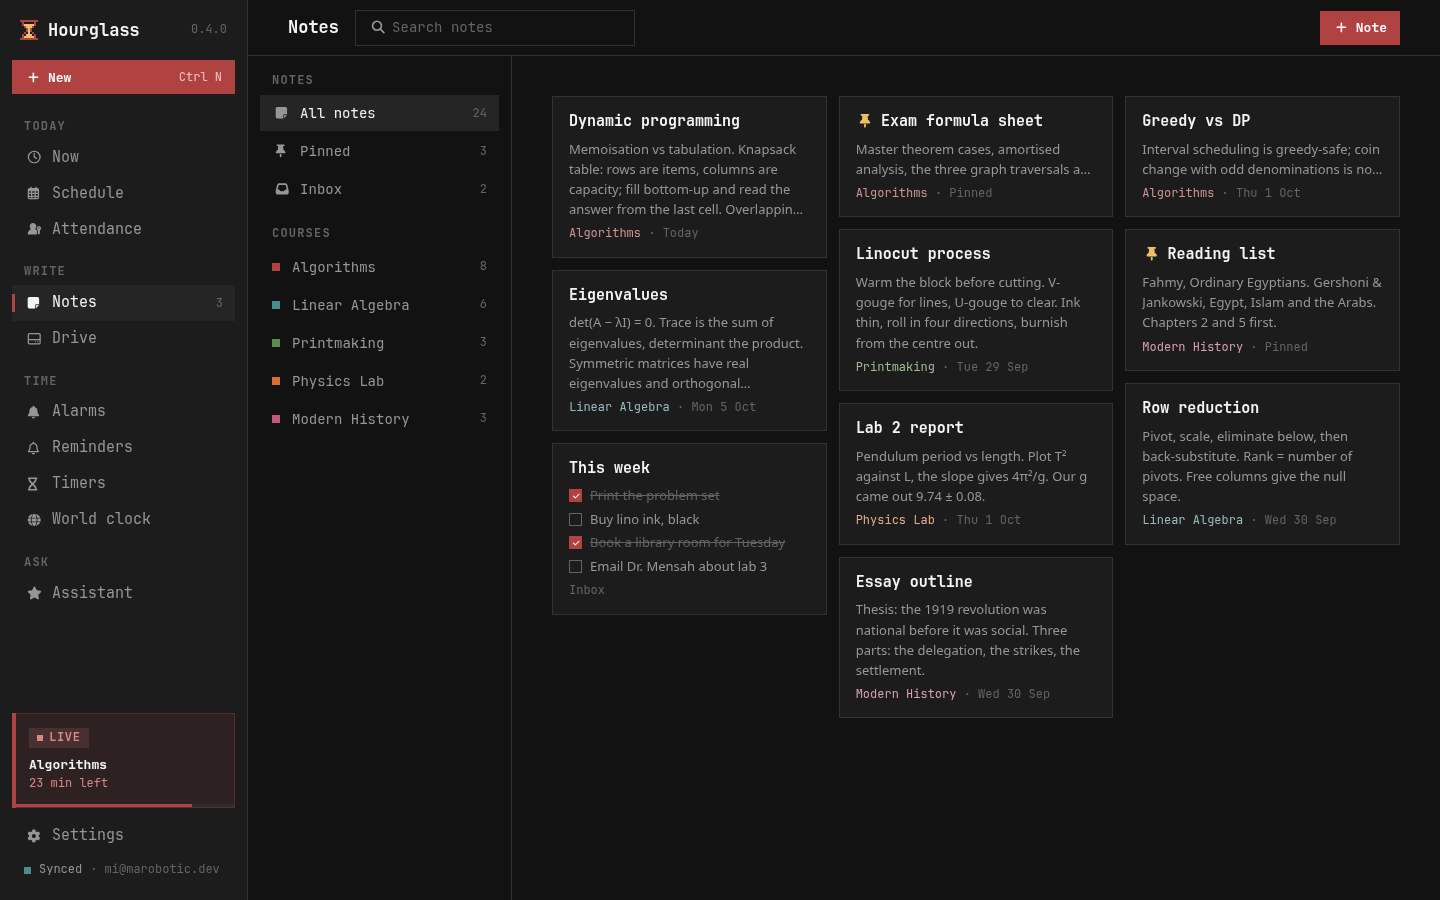 Hourglass 0.4.0
New Ctrl N
TODAY
Now
Schedule
Attendance
WRITE
Notes 3
Drive
TIME
Alarms
Reminders
Timers
World clock
ASK
Assistant
LIVE
Algorithms
23 min left
Settings
Synced · mi@marobotic.dev
Notes
Search notes
Note
NOTES
All notes 24
Pinned 3
Inbox 2
COURSES
Algorithms 8
Linear Algebra 6
Printmaking 3
Physics Lab 2
Modern History 3
Dynamic programming
Memoisation vs tabulation. Knapsack
table: rows are items, columns are
capacity; fill bottom-up and read the
answer from the last cell. Overlappin...
Algorithms · Today
Eigenvalues
det(A − λI) = 0. Trace is the sum of
eigenvalues, determinant the product.
Symmetric matrices have real
eigenvalues and orthogonal...
Linear Algebra · Mon 5 Oct
This week
Print the problem set
Buy lino ink, black
Book a library room for Tuesday
Email Dr. Mensah about lab 3
Inbox
Exam formula sheet
Master theorem cases, amortised
analysis, the three graph traversals a...
Algorithms · Pinned
Linocut process
Warm the block before cutting. V-
gouge for lines, U-gouge to clear. Ink
thin, roll in four directions, burnish
from the centre out.
Printmaking · Tue 29 Sep
Lab 2 report
Pendulum period vs length. Plot T²
against L, the slope gives 4π²/g. Our g
came out 9.74 ± 0.08.
Physics Lab · Thu 1 Oct
Essay outline
Thesis: the 1919 revolution was
national before it was social. Three
parts: the delegation, the strikes, the
settlement.
Modern History · Wed 30 Sep
Greedy vs DP
Interval scheduling is greedy-safe; coin
change with odd denominations is no...
Algorithms · Thu 1 Oct
Reading list
Fahmy, Ordinary Egyptians. Gershoni &
Jankowski, Egypt, Islam and the Arabs.
Chapters 2 and 5 first.
Modern History · Pinned
Row reduction
Pivot, scale, eliminate below, then
back-substitute. Rank = number of
pivots. Free columns give the null
space.
Linear Algebra · Wed 30 Sep